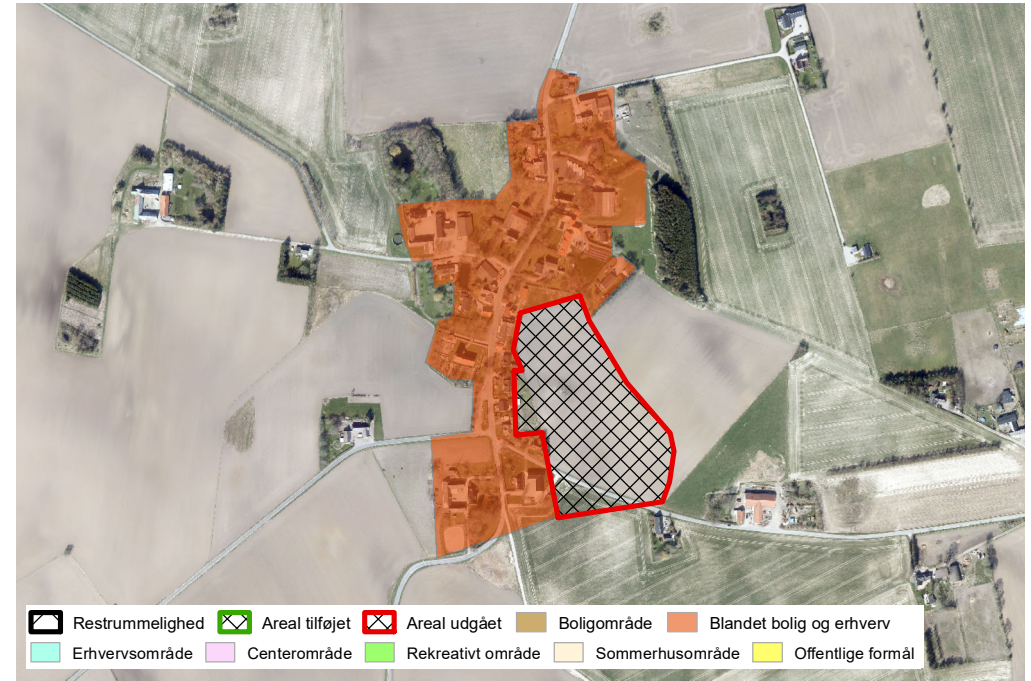 Restrummelighed Areal tilføjet Areal udgået Boligområde Blandet bolig og erhverv
Erhvervsområde Centerområde Rekreativt område Sommerhusområde Offentlige formål